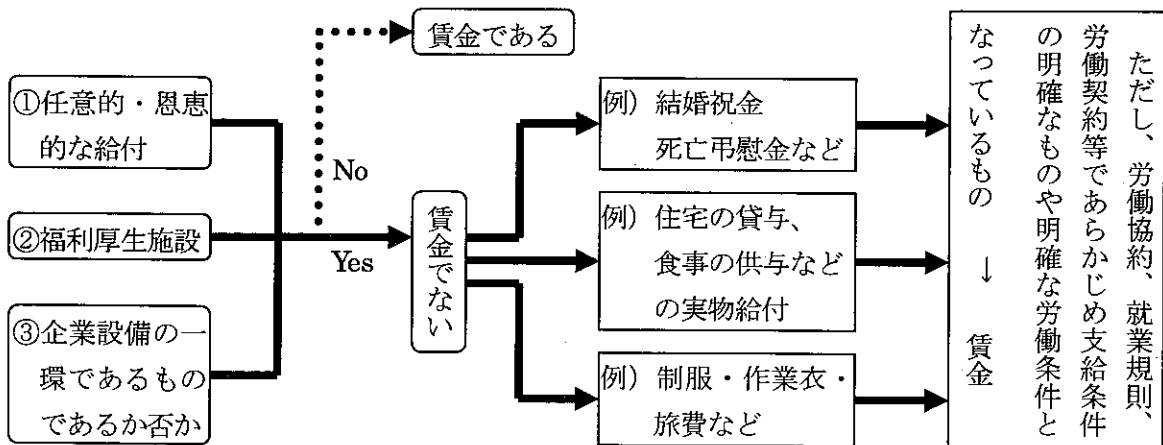 ①任意的・恩恵
的な給付
②福利厚生施設
③企業設備の一
環であるもの
であるか否か
賃金である
No
Yes
賃金でない
例）結婚祝金
死亡弔慰金など
例）住宅の貸与、
食事の供与など
の実物給付
例）制服・作業衣・
旅費など
ただし、労働協約、就業規則、
労働契約等であらかじめ支給条件
の明確なものや明確な労働条件と
なっているもの　→　賃金